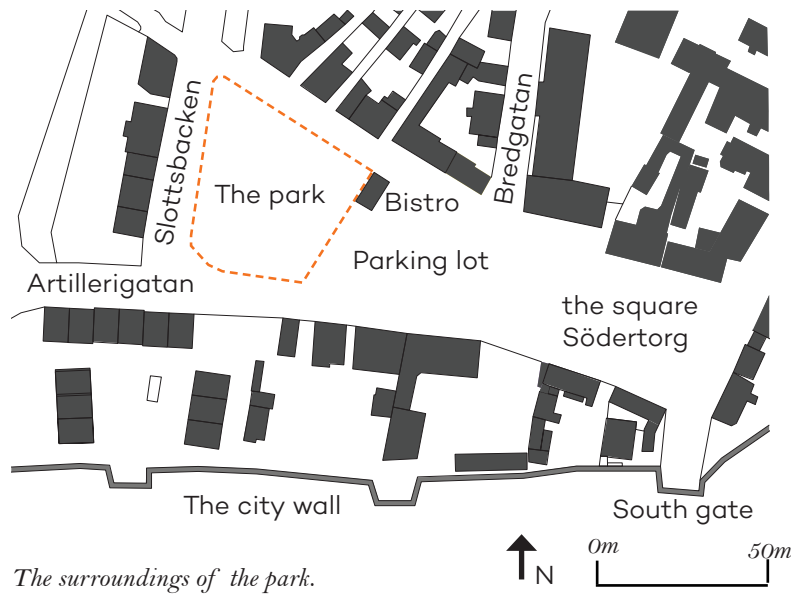 Slottsbacken
Bredgatan
The park
Bistro
Parking lot
Artillerigatan
the square
Södertorg
The city wall
South gate
N
0m
50m
The surroundings of the park.